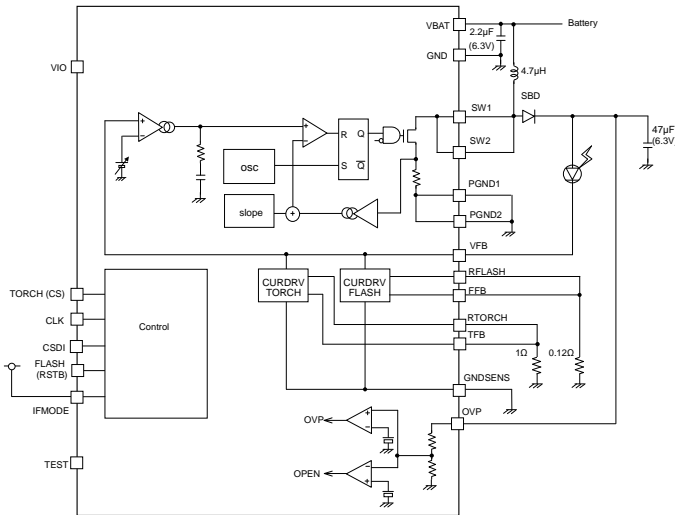 VBAT
Battery
2.2µF
(6.3V)
GND
VIO
4.7µH
SBD
SW1
47µF
(6.3V)
R
Q
SW2
osc
S
Q
PGND1
slope
PGND2
VFB
CURDRV
TORCH
CURDRV
FLASH
RFLASH
FFB
TORCH (CS)
RTORCH
CLK
Control
TFB
CSDI
1Ω
0.12Ω
FLASH
(RSTB)
GNDSENS
IFMODE
OVP
OVP
TEST
OPEN